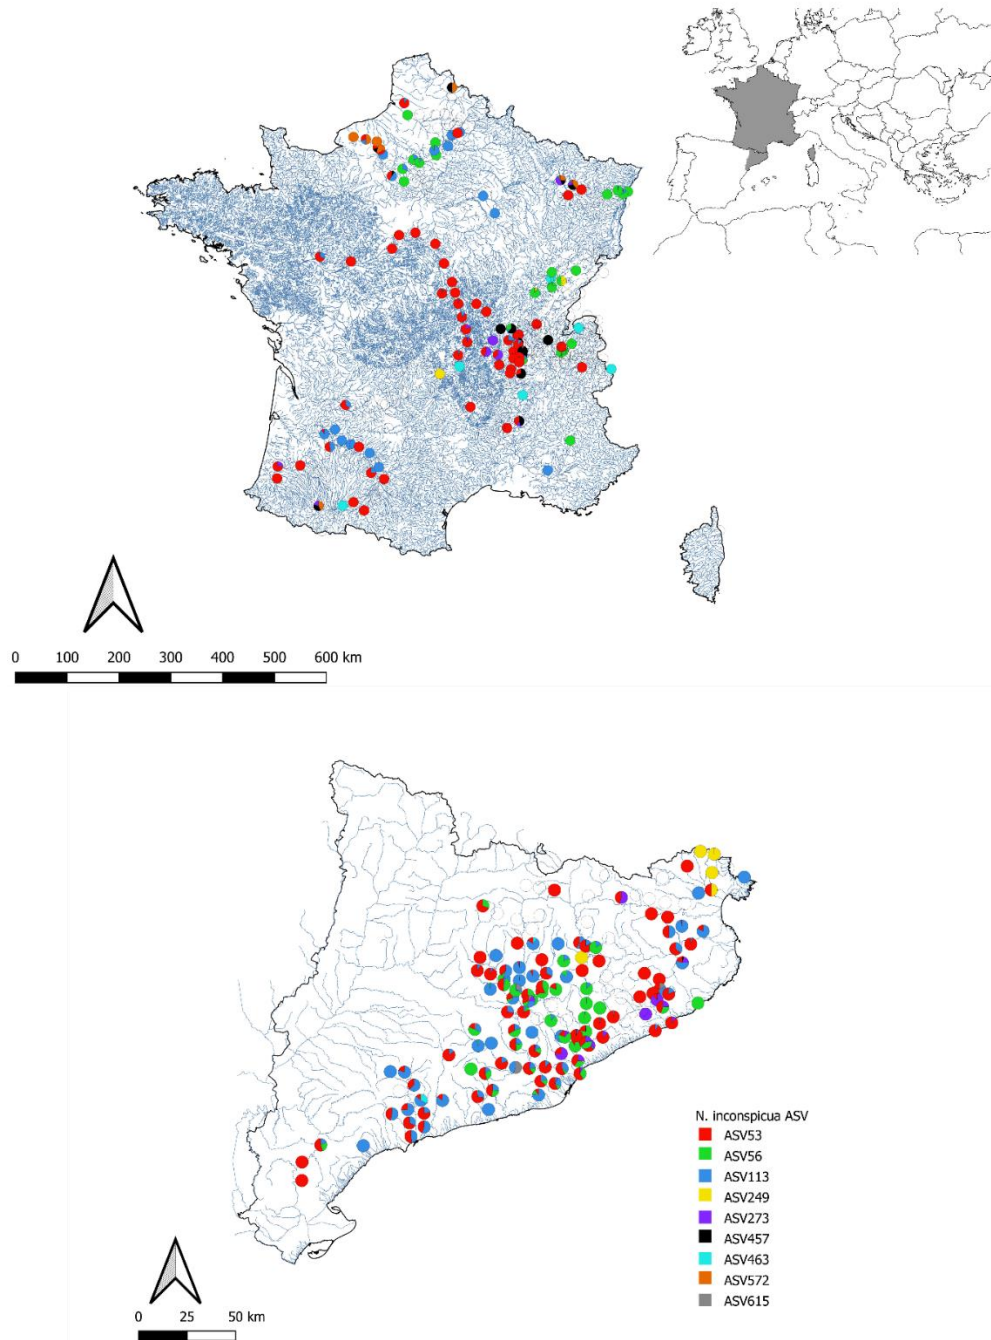 0 100 200 300 400 500 600 km
N. inconspicua ASV
ASV53
ASV56
ASV113
ASV249
ASV273
ASV457
ASV463
ASV572
ASV615
0 25 50 km